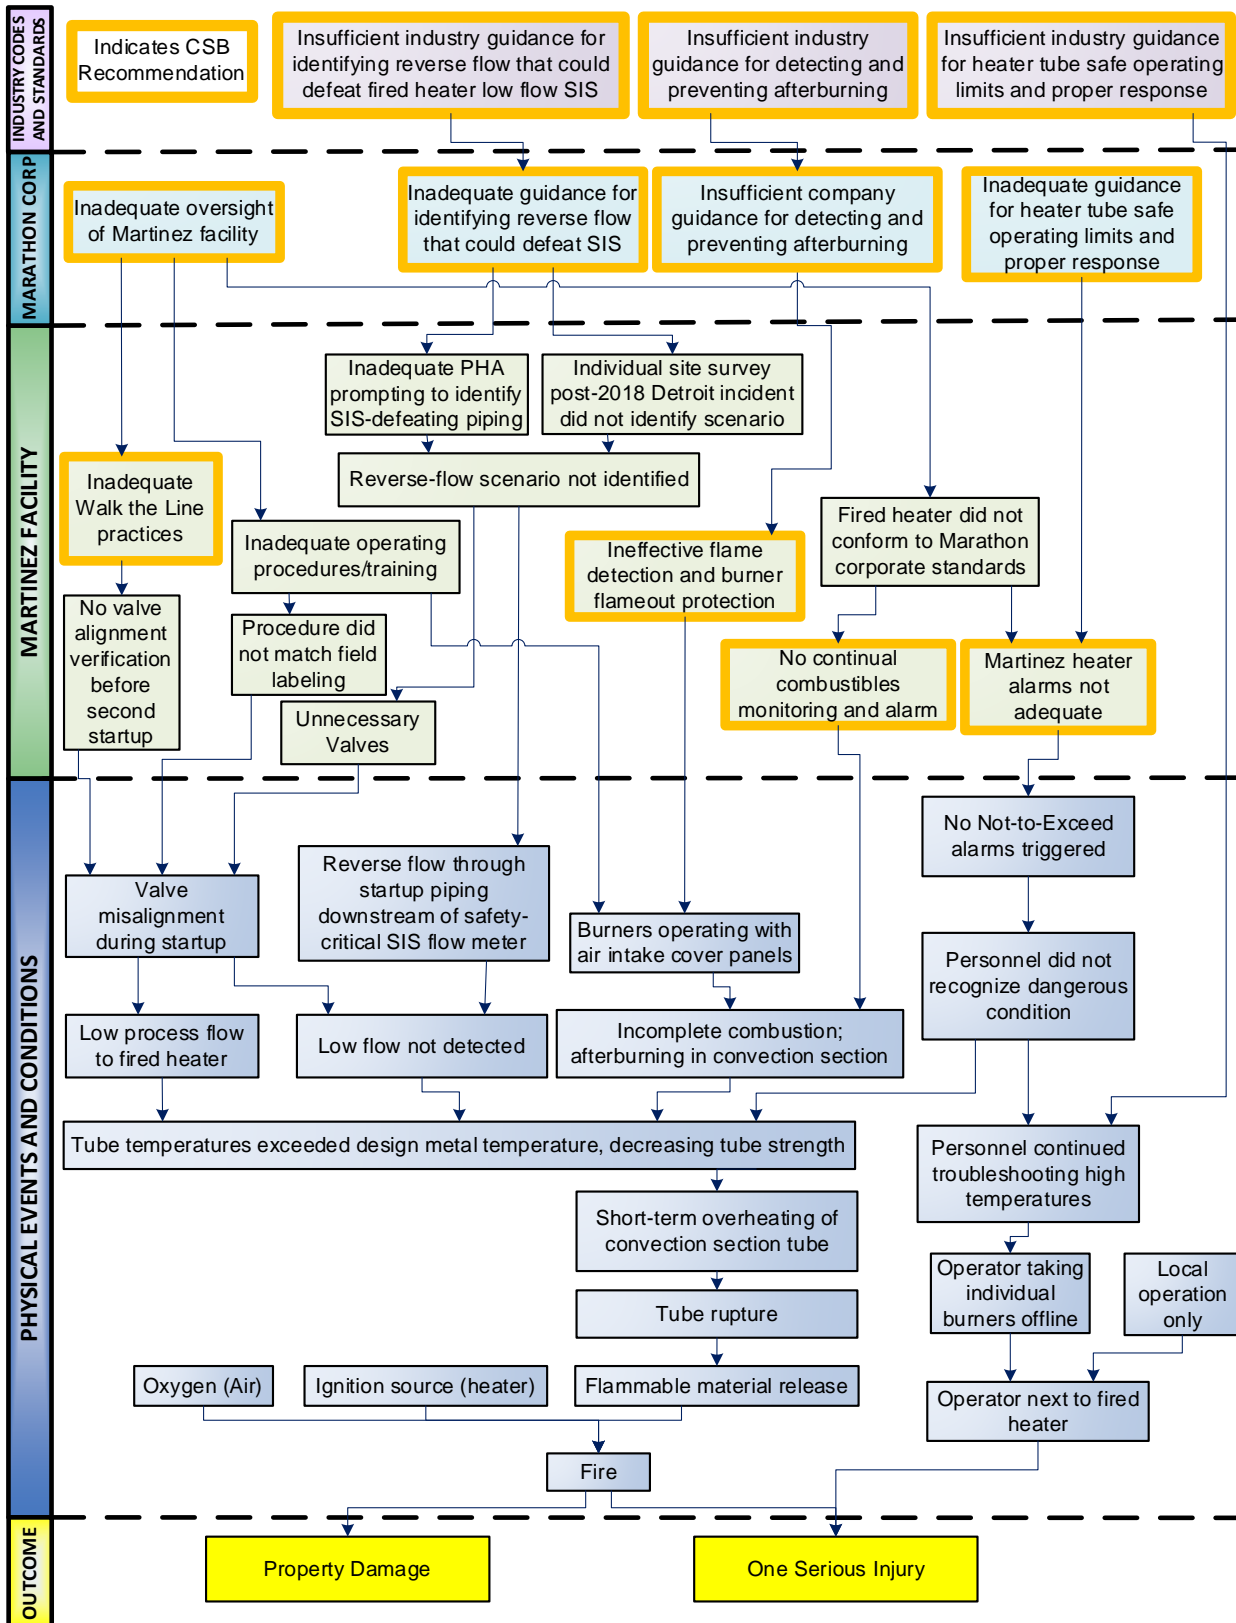 INDUSTRY CODES
AND STANDARDS
Indicates CSB
Recommendation
Insufficient industry guidance for
identifying reverse flow that could
defeat fired heater low flow SIS
Insufficient industry
guidance for detecting and
preventing afterburning
Insufficient industry guidance
for heater tube safe operating
limits and proper response
MARATHON CORP
Inadequate oversight
of Martinez facility
Inadequate guidance for
identifying reverse flow
that could defeat SIS
Insufficient company
guidance for detecting and
preventing afterburning
Inadequate guidance
for heater tube safe
operating limits and
proper response
MARTINEZ FACILITY
Inadequate PHA
prompting to identify
SIS-defeating piping
Individual site survey
post-2018 Detroit incident
did not identify scenario
Reverse-flow scenario not identified
Inadequate
Walk the Line
practices
Inadequate operating
procedures/training
Ineffective flame
detection and burner
flameout protection
Fired heater did not
conform to Marathon
corporate standards
No valve
alignment
verification
before
second
startup
Procedure did
not match field
labeling
Unnecessary
Valves
No continual
combustibles
monitoring and alarm
Martinez heater
alarms not
adequate
PHYSICAL EVENTS AND CONDITIONS
No Not-to-Exceed
alarms triggered
Valve
misalignment
during startup
Reverse flow through
startup piping
downstream of safety-
critical SIS flow meter
Burners operating with
air intake cover panels
Personnel did not
recognize dangerous
condition
Low process flow
to fired heater
Low flow not detected
Incomplete combustion;
afterburning in convection section
Tube temperatures exceeded design metal temperature, decreasing tube strength
Personnel continued
troubleshooting high
temperatures
Short-term overheating of
convection section tube
Operator taking
individual
burners offline
Local
operation
only
Tube rupture
Oxygen (Air)
Ignition source (heater)
Flammable material release
Operator next to fired
heater
Fire
OUTCOME
Property Damage
One Serious Injury